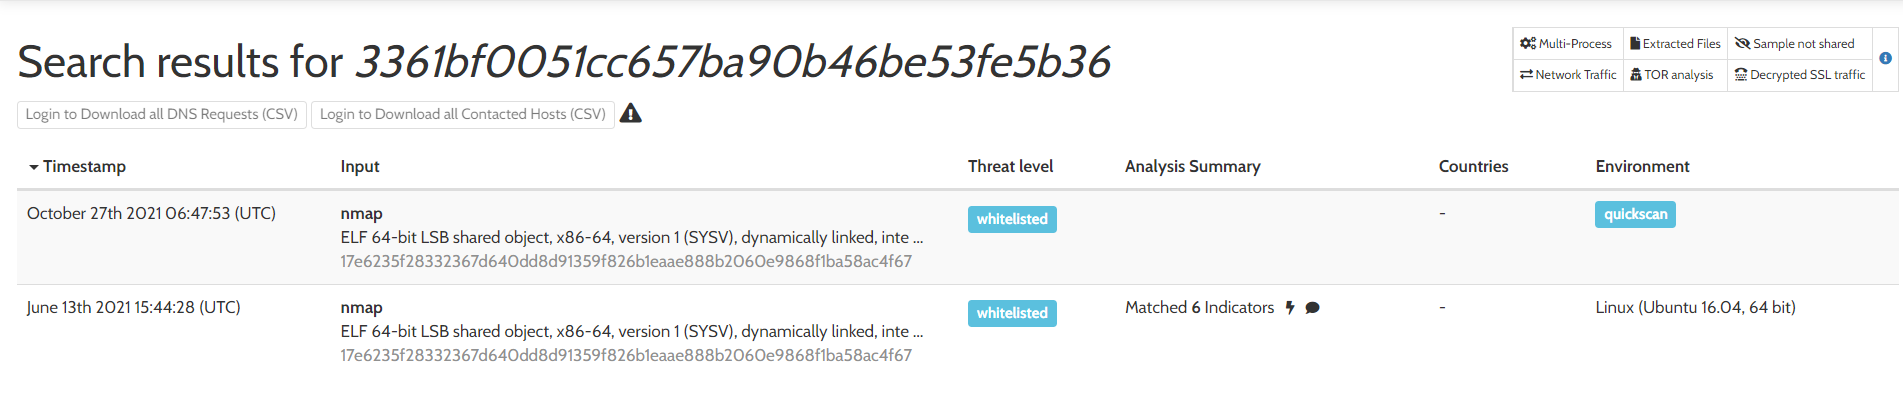 Search results for 3361bf0051cc657ba90b46be53fe5b36
Multi-Process Extracted Files Sample not shared
Network Traffic TOR analysis Decrypted SSL traffic
Login to Download all DNS Requests (CSV) Login to Download all Contacted Hosts (CSV)
Timestamp Input Threat level Analysis Summary Countries Environment
October 27th 2021 06:47:53 (UTC) nmap whitelisted - quickscan
ELF 64-bit LSB shared object, x86-64, version 1 (SYSV), dynamically linked, inte ...
17e6235f28332367d640dd8d91359f826b1eaae888b2060e9868f1ba58ac4f67
June 13th 2021 15:44:28 (UTC) nmap whitelisted Matched 6 Indicators - Linux (Ubuntu 16.04, 64 bit)
ELF 64-bit LSB shared object, x86-64, version 1 (SYSV), dynamically linked, inte ...
17e6235f28332367d640dd8d91359f826b1eaae888b2060e9868f1ba58ac4f67